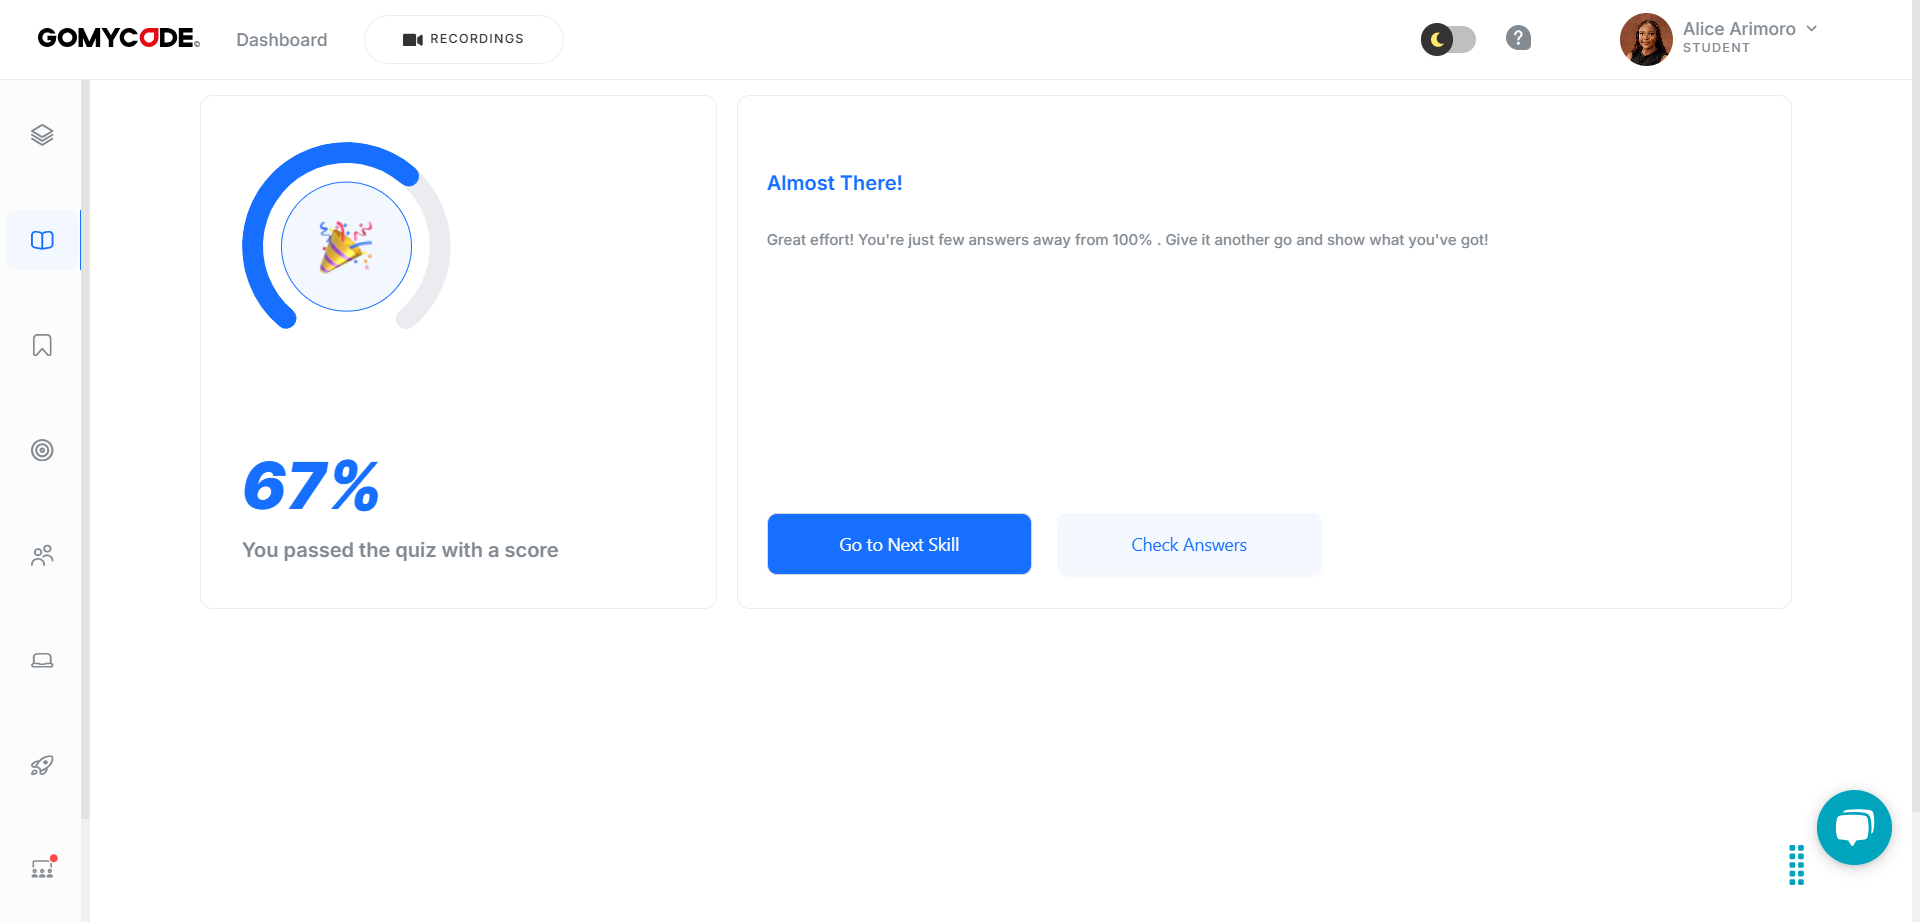 GOMYCODE©
Dashboard
RECORDINGS
?
Alice Arimoro
STUDENT
67%
You passed the quiz with a score
Almost There!
Great effort! You're just few answers away from 100% . Give it another go and show what you've got!
Go to Next Skill
Check Answers